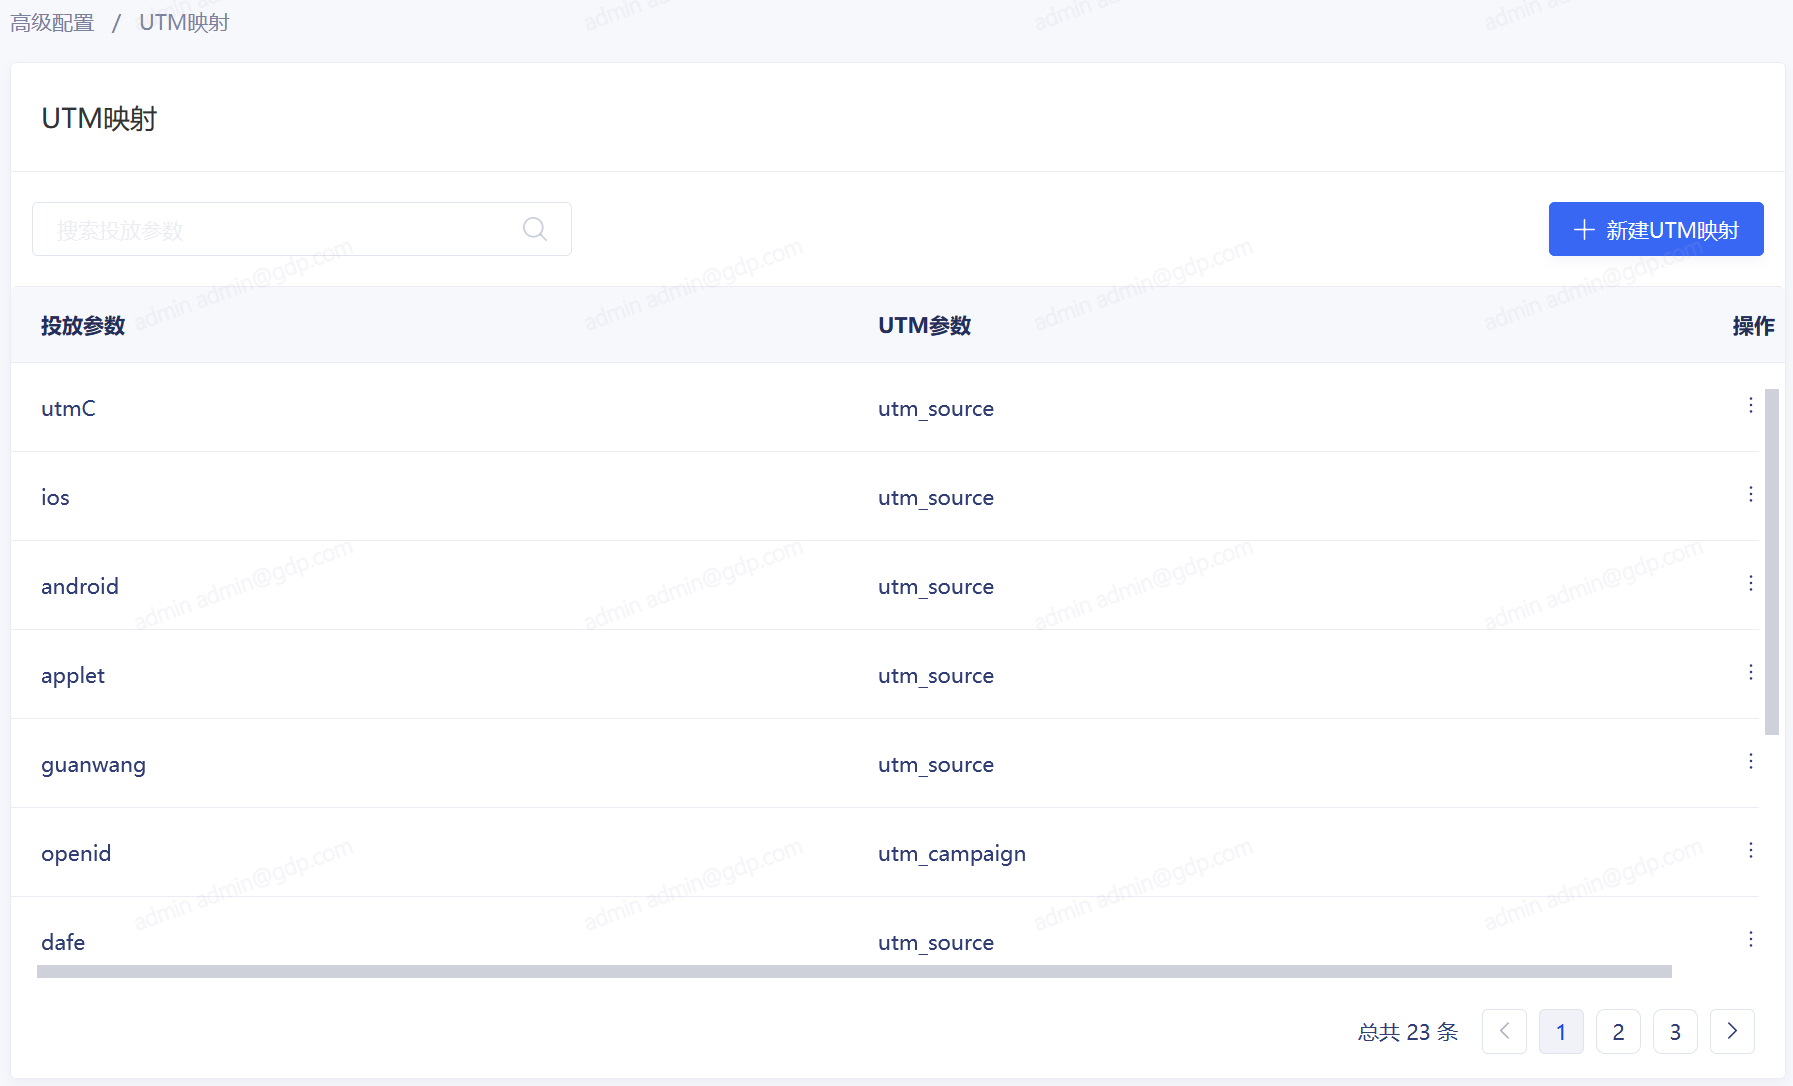 高级配置 / UTM映射
UTM映射
搜索投放参数
新建UTM映射
投放参数 UTM参数 操作
utmC utm_source
ios utm_source
android utm_source
applet utm_source
guanwang utm_source
openid utm_campaign
dafe utm_source
总共 23 条 1 2 3
admin admin@gdp.com